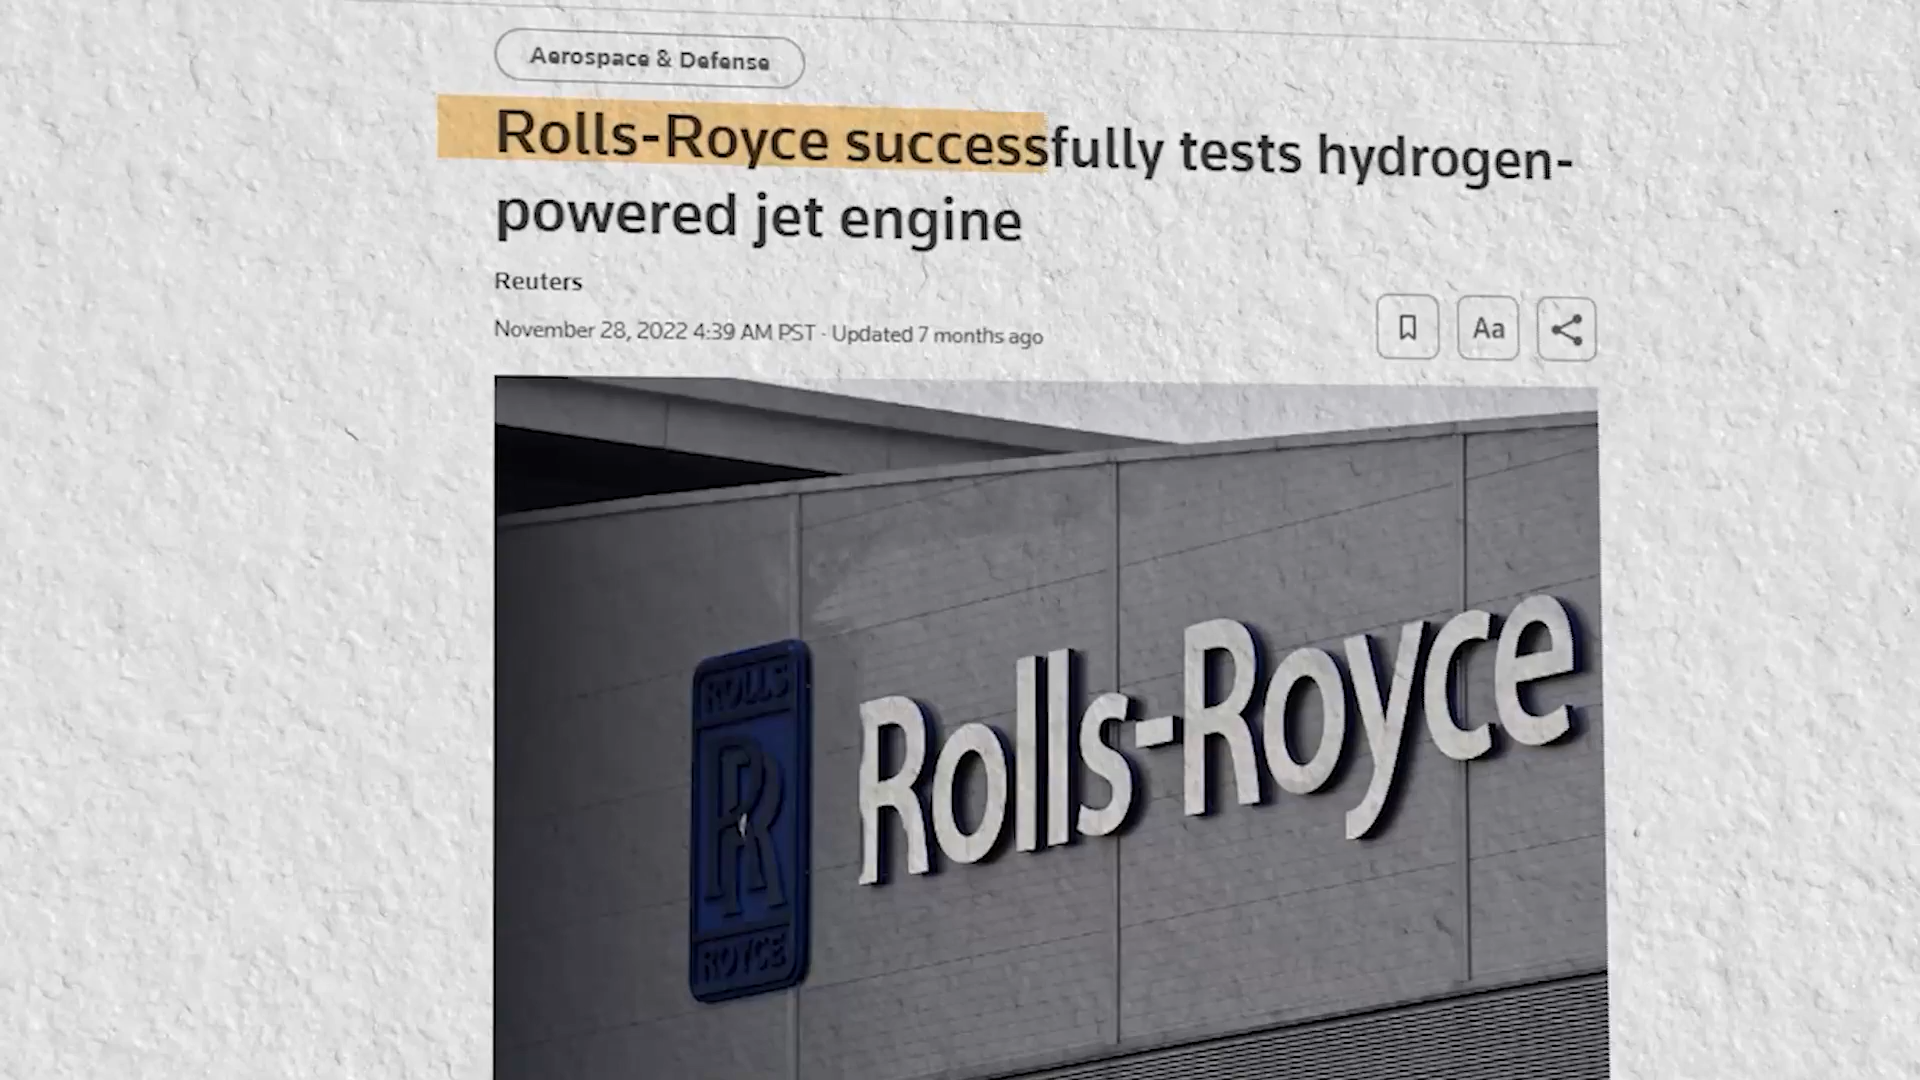 Aerospace & Defense
Rolls-Royce successfully tests hydrogen-
powered jet engine
Reuters
November 28, 2022 4:39 AM PST · Updated 7 months ago
Aa
ROLLS
RR
ROYCE
Rolls-Royce